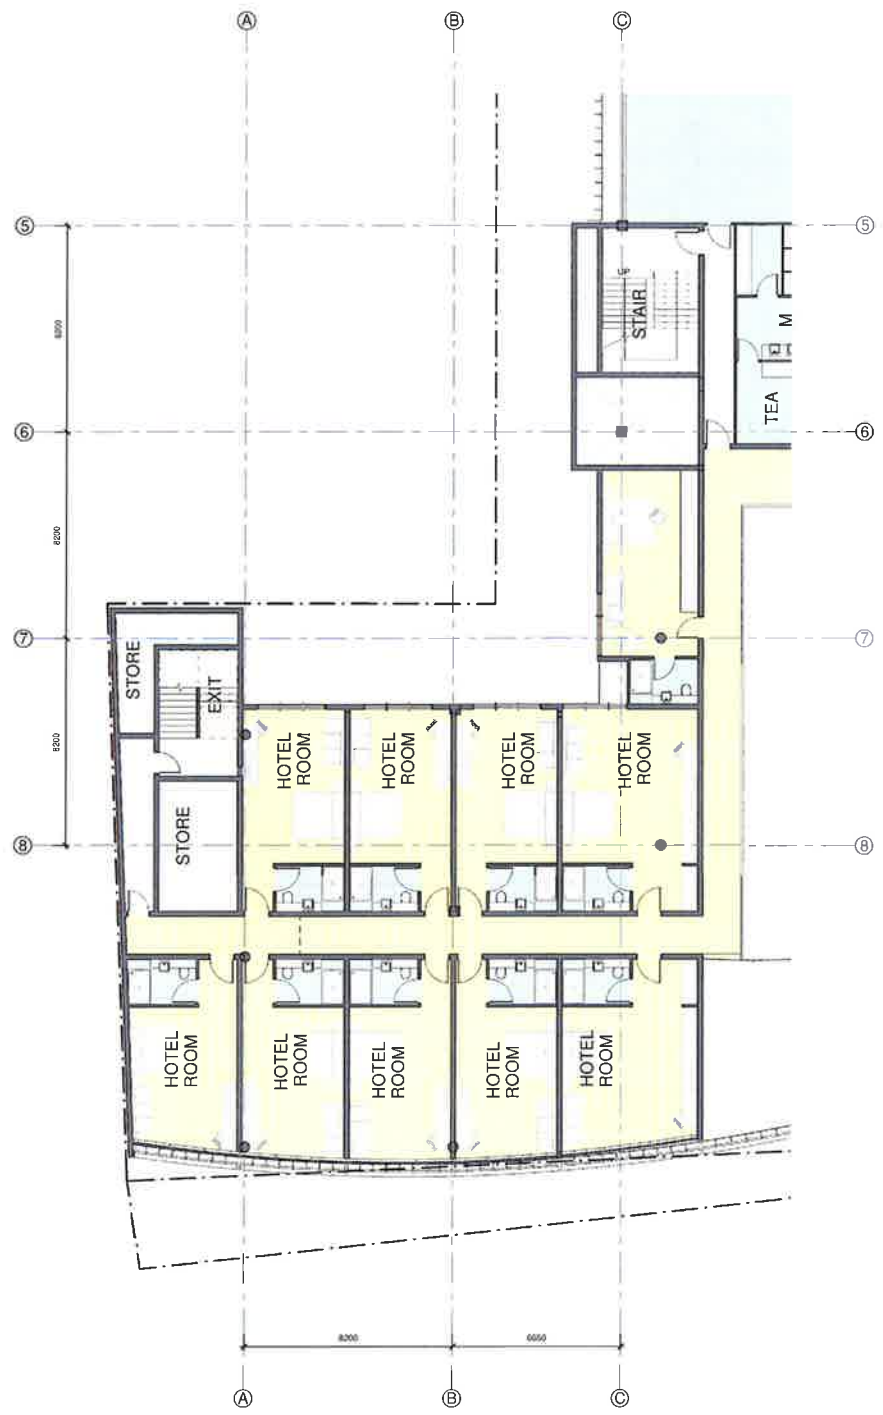 A B C
5 5
UP
STAIR
8200
M
TEA
6 6
8200
7 7
STORE
EXIT
8200
HOTEL
ROOM
HOTEL
ROOM
HOTEL
ROOM
HOTEL
ROOM
STORE
8 8
HOTEL
ROOM
HOTEL
ROOM
HOTEL
ROOM
HOTEL
ROOM
HOTEL
ROOM
8200 6650
A B C